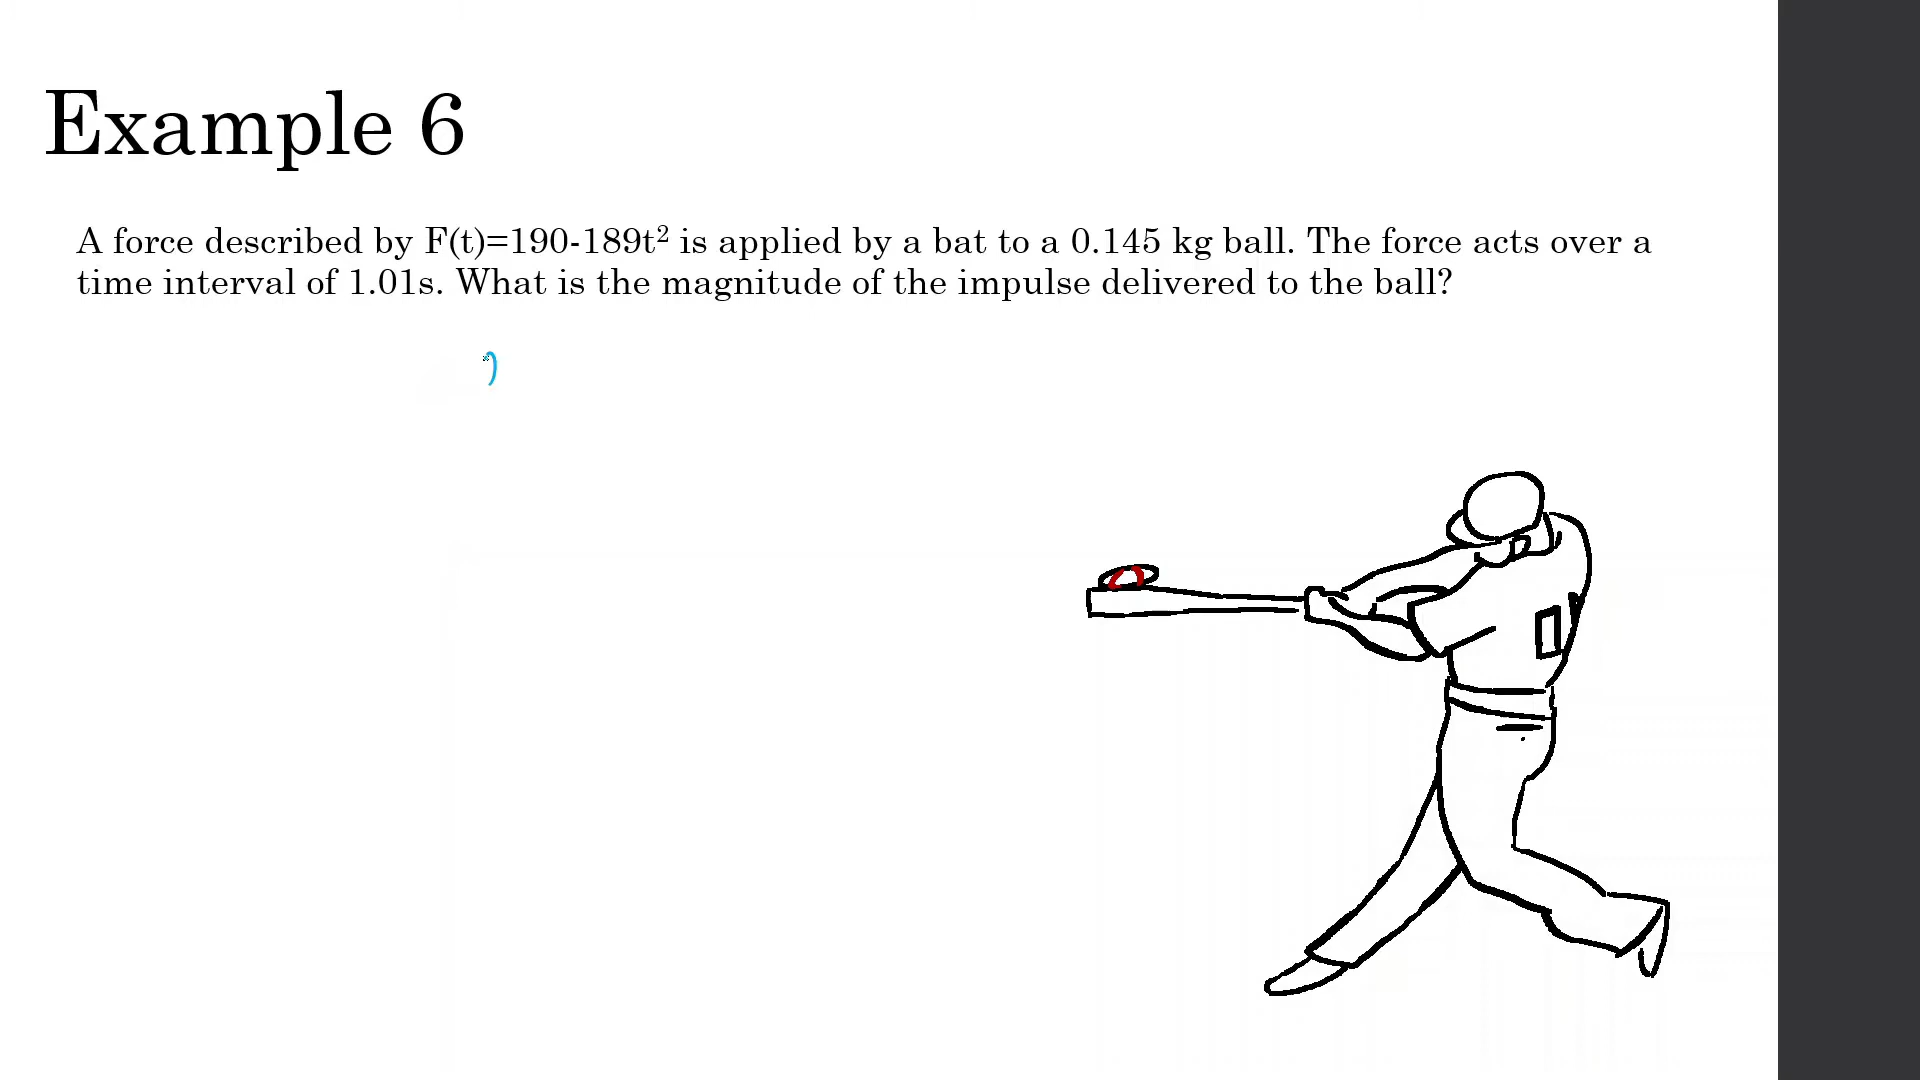 Example 6
A force described by F(t)=190-189t² is applied by a bat to a 0.145 kg ball. The force acts over a
time interval of 1.01s. What is the magnitude of the impulse delivered to the ball?